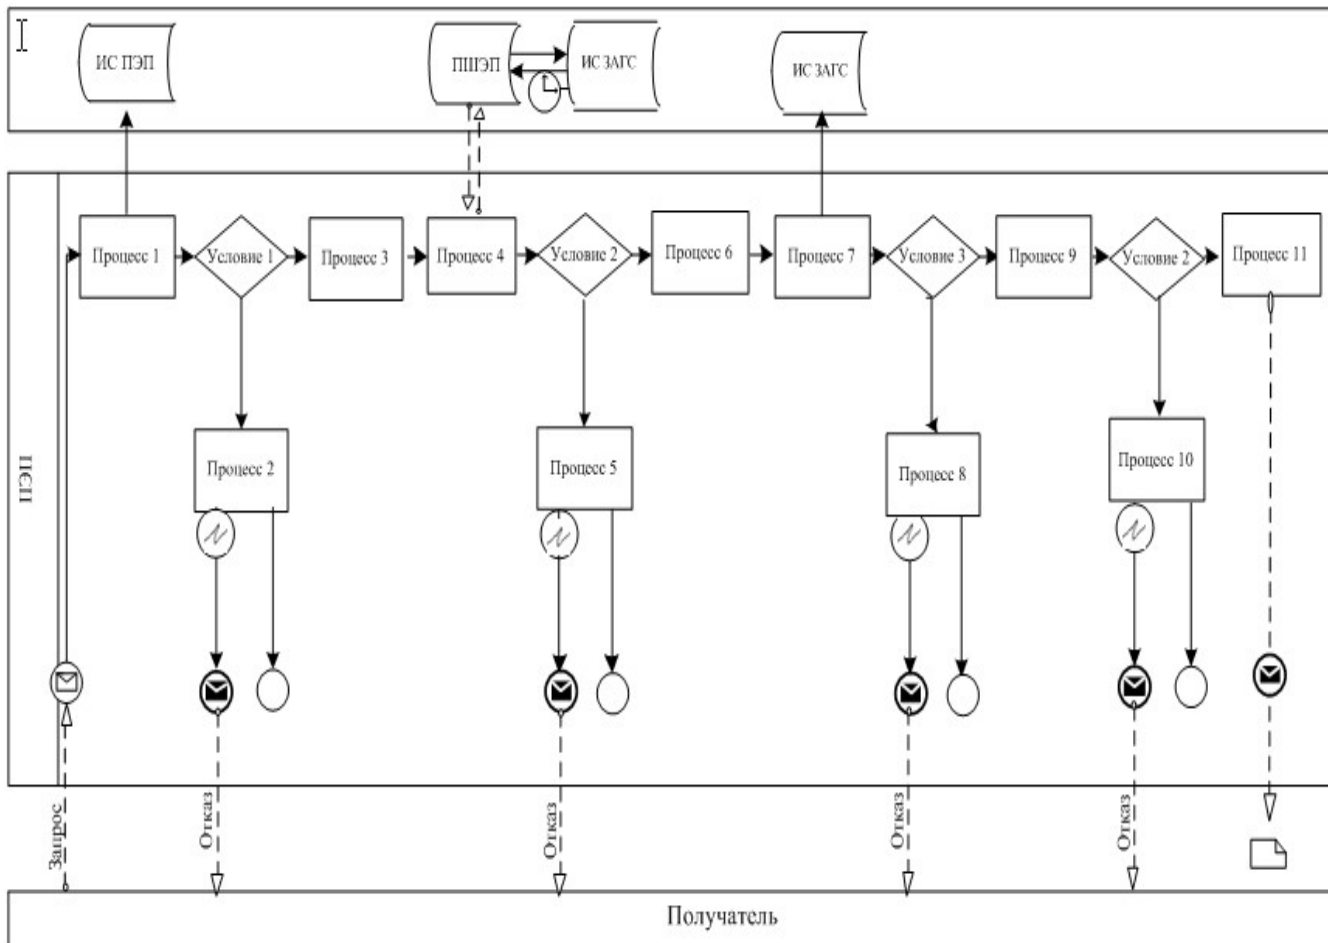 ИС ПЭП
ПШЭП
ИС ЗАГС
ИС ЗАГС
Процесс 1
Условие 1
Процесс 3
Процесс 4
Условие 2
Процесс 6
Процесс 7
Условие 3
Процесс 9
Условие 2
Процесс 11
ПЭП
Процесс 2
Процесс 5
Процесс 8
Процесс 10
Запрос
Отказ
Отказ
Отказ
Отказ
Получатель